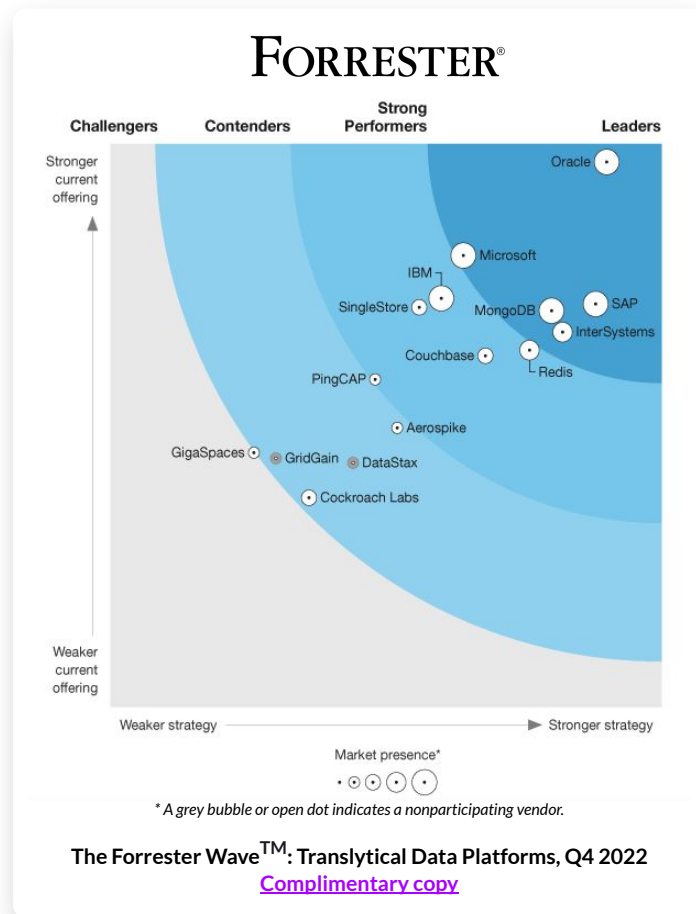 FORRESTER®
Challengers
Contenders
Strong
Performers
Leaders
Stronger
current
offering
Oracle
Microsoft
IBM
SingleStore
MongoDB
SAP
InterSystems
Couchbase
Redis
PingCAP
Aerospike
GigaSpaces
GridGain
DataStax
Cockroach Labs
Weaker
current
offering
Weaker strategy
Stronger strategy
Market presence*
* A grey bubble or open dot indicates a nonparticipating vendor.
The Forrester Wave™: Translytical Data Platforms, Q4 2022
Complimentary copy